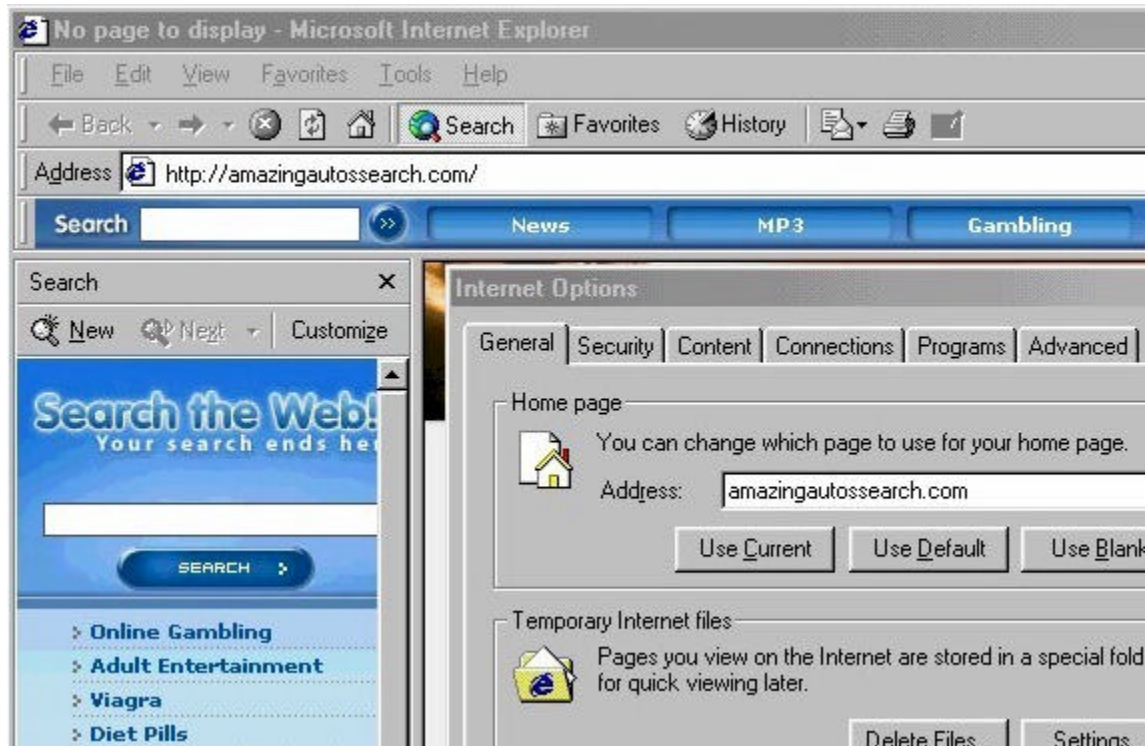 No page to display - Microsoft Internet Explorer
File Edit View Favorites Tools Help
Back Search Favorites History
Address http://amazingautossearch.com/
Search News MP3 Gambling
Search
New Next Customize
Search the Web!
Your search ends her
SEARCH
Online Gambling
Adult Entertainment
Viagra
Diet Pills
Internet Options
General Security Content Connections Programs Advanced
Home page
You can change which page to use for your home page.
Address: amazingautossearch.com
Use Current Use Default Use Blank
Temporary Internet files
Pages you view on the Internet are stored in a special fold
for quick viewing later.
Delete Files... Settings